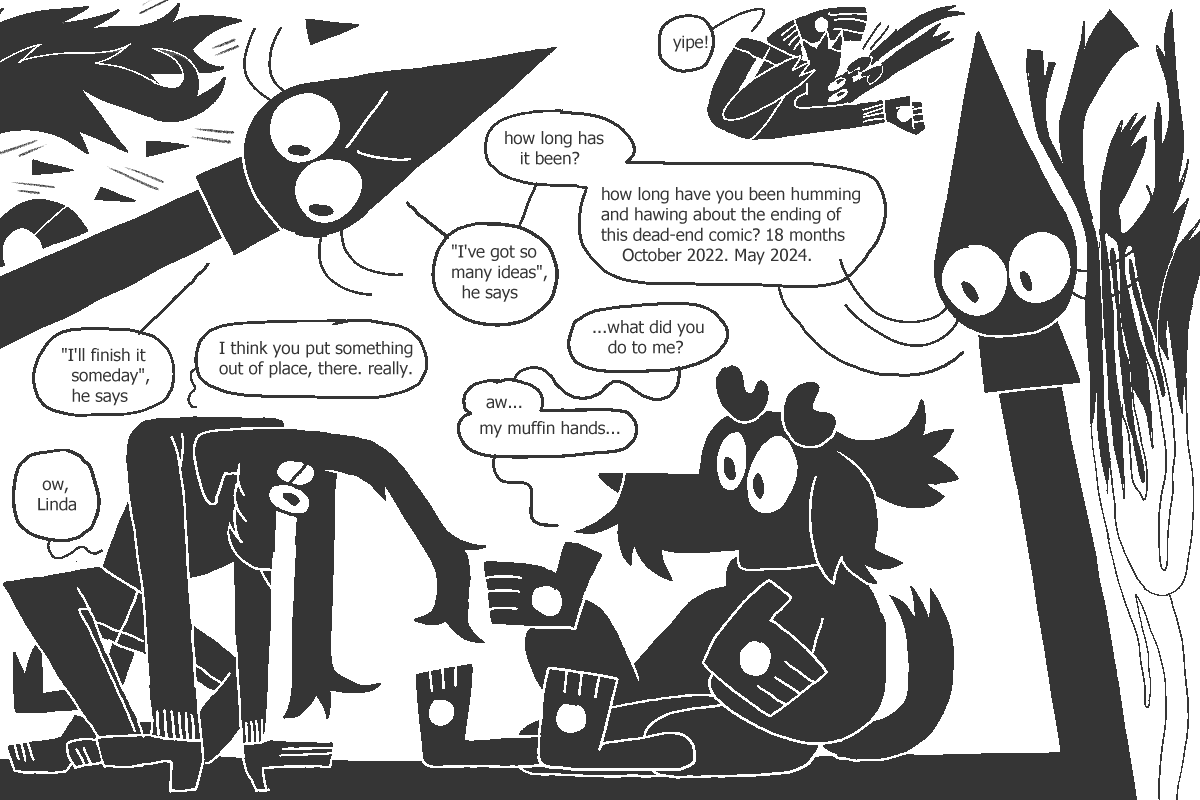 yipe!
how long has
it been?
how long have you been humming
and hawing about the ending of
this dead-end comic? 18 months
October 2022. May 2024.
"I've got so
many ideas",
he says
"I'll finish it
someday",
he says
I think you put something
out of place, there. really.
...what did you
do to me?
aw...
my muffin hands...
ow,
Linda